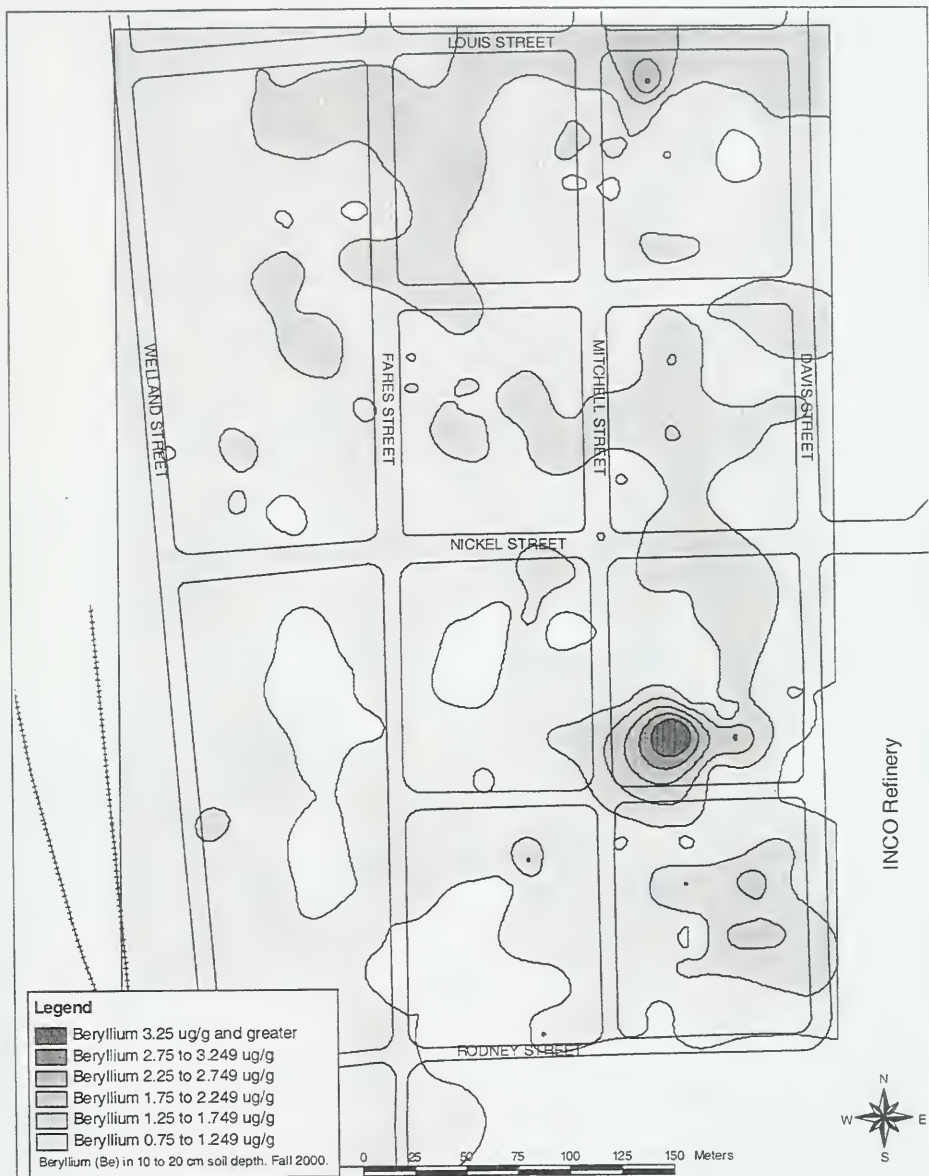 LOUIS STREET
WELLAND STREET
FARES STREET
MITCHELL STREET
DAVIS STREET
NICKEL STREET
INCO Refinery
RODNEY STREET
Legend
Beryllium 3.25 ug/g and greater
Beryllium 2.75 to 3.249 ug/g
Beryllium 2.25 to 2.749 ug/g
Beryllium 1.75 to 2.249 ug/g
Beryllium 1.25 to 1.749 ug/g
Beryllium 0.75 to 1.249 ug/g
Beryllium (Be) in 10 to 20 cm soil depth. Fall 2000.
0 25 50 75 100 125 150 Meters
N
W E
S